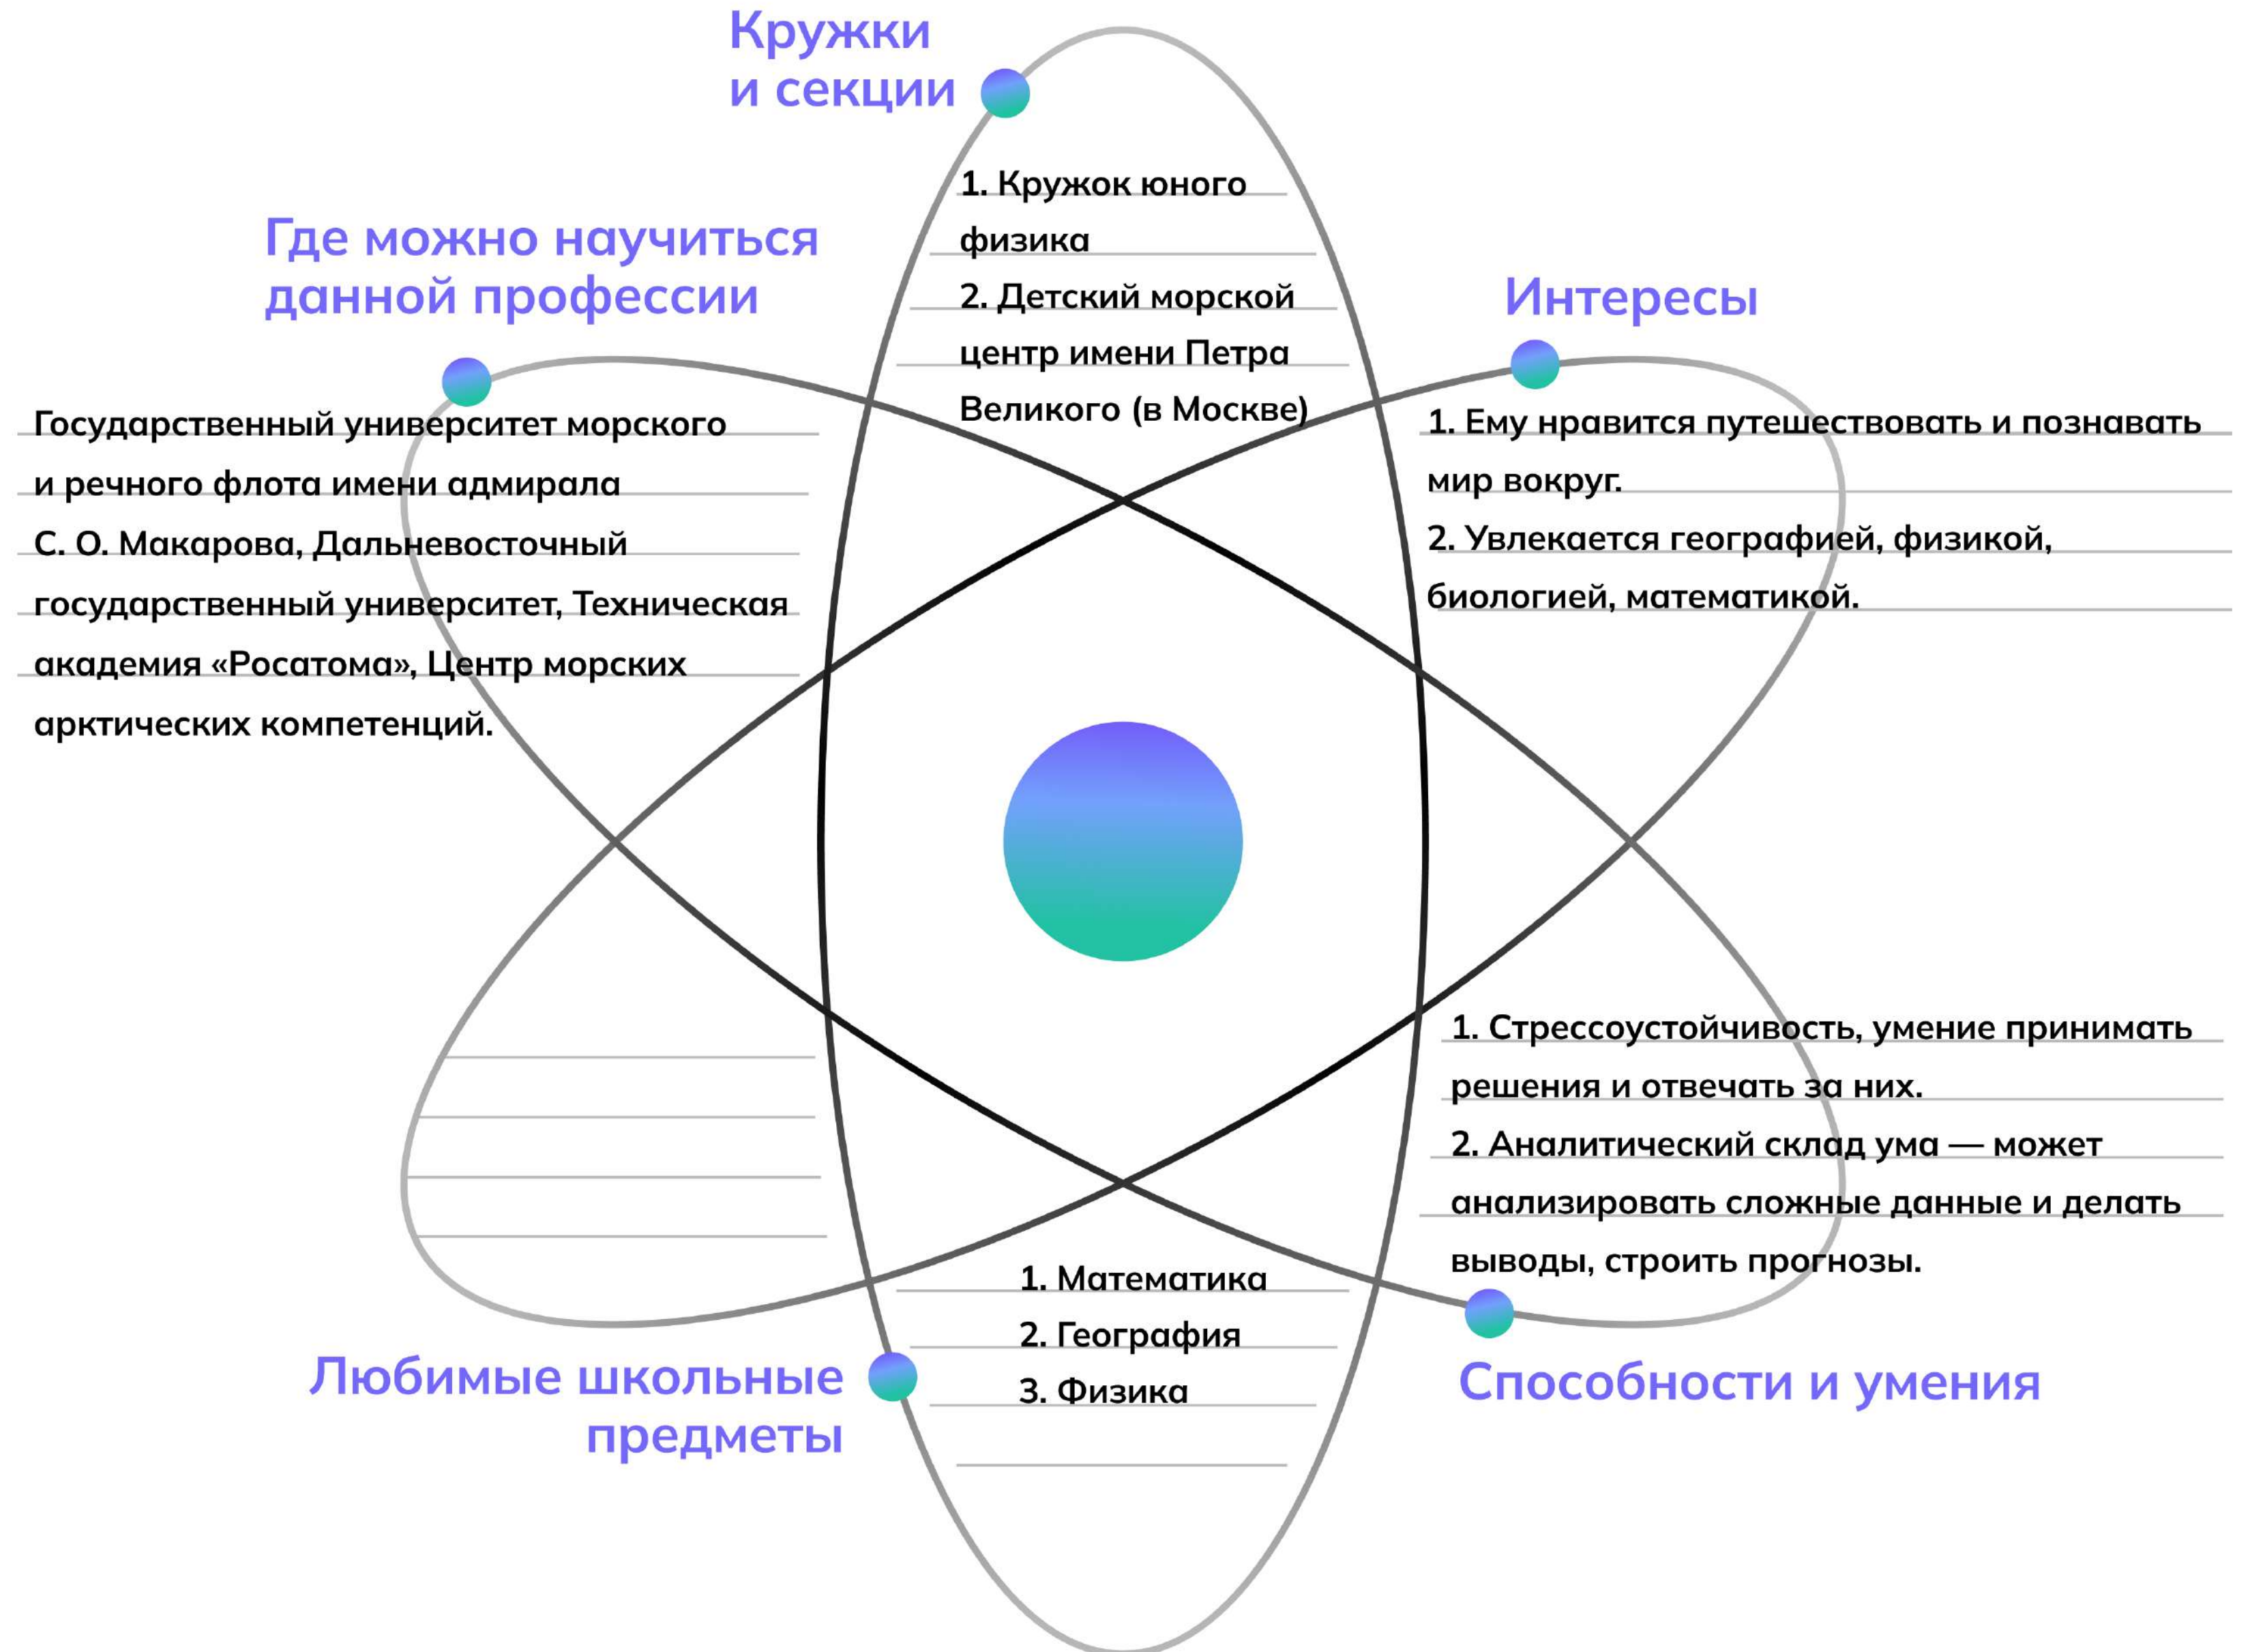 Кружки
и секции
1. Кружок юного
физика
2. Детский морской
центр имени Петра
Великого (в Москве)
Где можно научиться
данной профессии
Государственный университет морского
и речного флота имени адмирала
С. О. Макарова, Дальневосточный
государственный университет, Техническая
академия «Росатома», Центр морских
арктических компетенций.
Интересы
1. Ему нравится путешествовать и познавать
мир вокруг.
2. Увлекается географией, физикой,
биологией, математикой.
1. Стрессоустойчивость, умение принимать
решения и отвечать за них.
2. Аналитический склад ума — может
анализировать сложные данные и делать
выводы, строить прогнозы.
Способности и умения
Любимые школьные
предметы
1. Математика
2. География
3. Физика